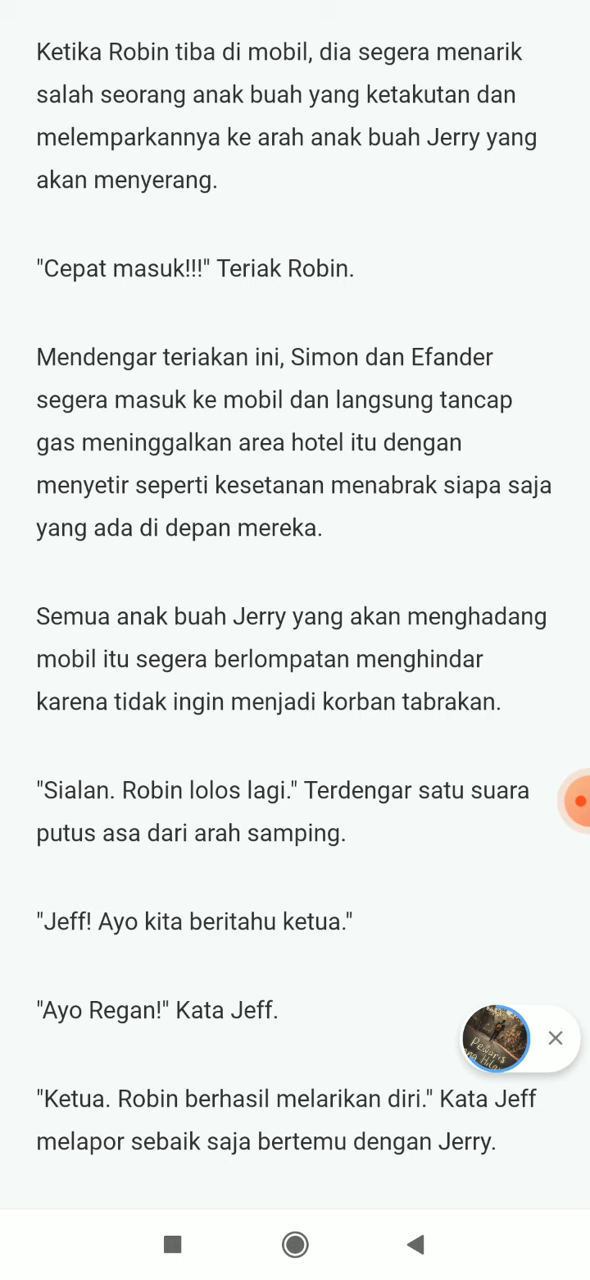 Ketika Robin tiba di mobil, dia segera menarik
salah seorang anak buah yang ketakutan dan
melemparkannya ke arah anak buah Jerry yang
akan menyerang.
"Cepat masuk!!!" Teriak Robin.
Mendengar teriakan ini, Simon dan Efander
segera masuk ke mobil dan langsung tancap
gas meninggalkan area hotel itu dengan
menyetir seperti kesetanan menabrak siapa saja
yang ada di depan mereka.
Semua anak buah Jerry yang akan menghadang
mobil itu segera berlompatan menghindar
karena tidak ingin menjadi korban tabrakan.
"Sialan. Robin lolos lagi." Terdengar satu suara
putus asa dari arah samping.
"Jeff! Ayo kita beritahu ketua."
"Ayo Regan!" Kata Jeff.
Pewaris
"Ketua. Robin berhasil melarikan diri." Kata Jeff
melapor sebaik saja bertemu dengan Jerry.